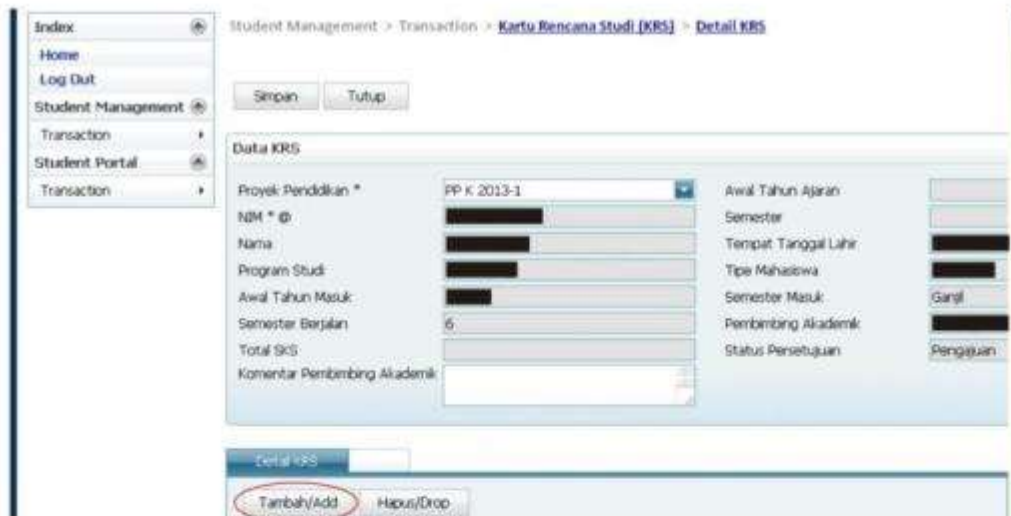 Index
Home
Log Out
Student Management
Transaction
Student Portal
Transaction
Student Management > Transaction > Kartu Rencana Studi (KRS) > Detail KRS
Simpan Tutup
Data KRS
Proyek Pendidikan * PP K 2013-1 Awal Tahun Ajaran
NIM * @ Semester
Nama Tempat Tanggal Lahir
Program Studi Tipe Mahasiswa
Awal Tahun Masuk Semester Masuk Ganjil
Semester Berjalan 6 Pembimbing Akademik
Total SKS Status Persetujuan Pengajuan
Komentar Pembimbing Akademik
Detail KRS
Tambah/Add Hapus/Drop